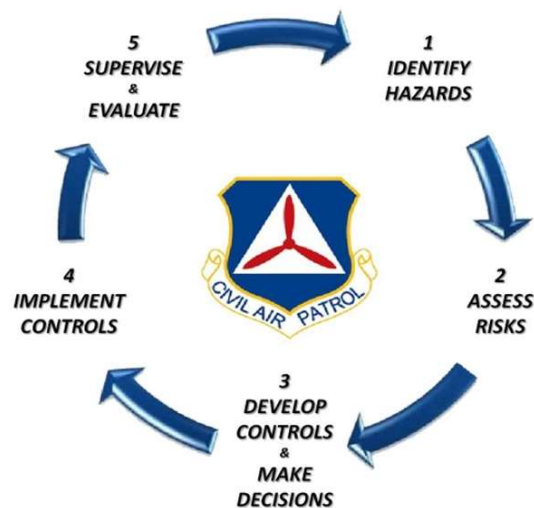 1
IDENTIFY
HAZARDS
2
ASSESS
RISKS
3
DEVELOP
CONTROLS
&
MAKE
DECISIONS
4
IMPLEMENT
CONTROLS
5
SUPERVISE
&
EVALUATE
CIVIL AIR PATROL